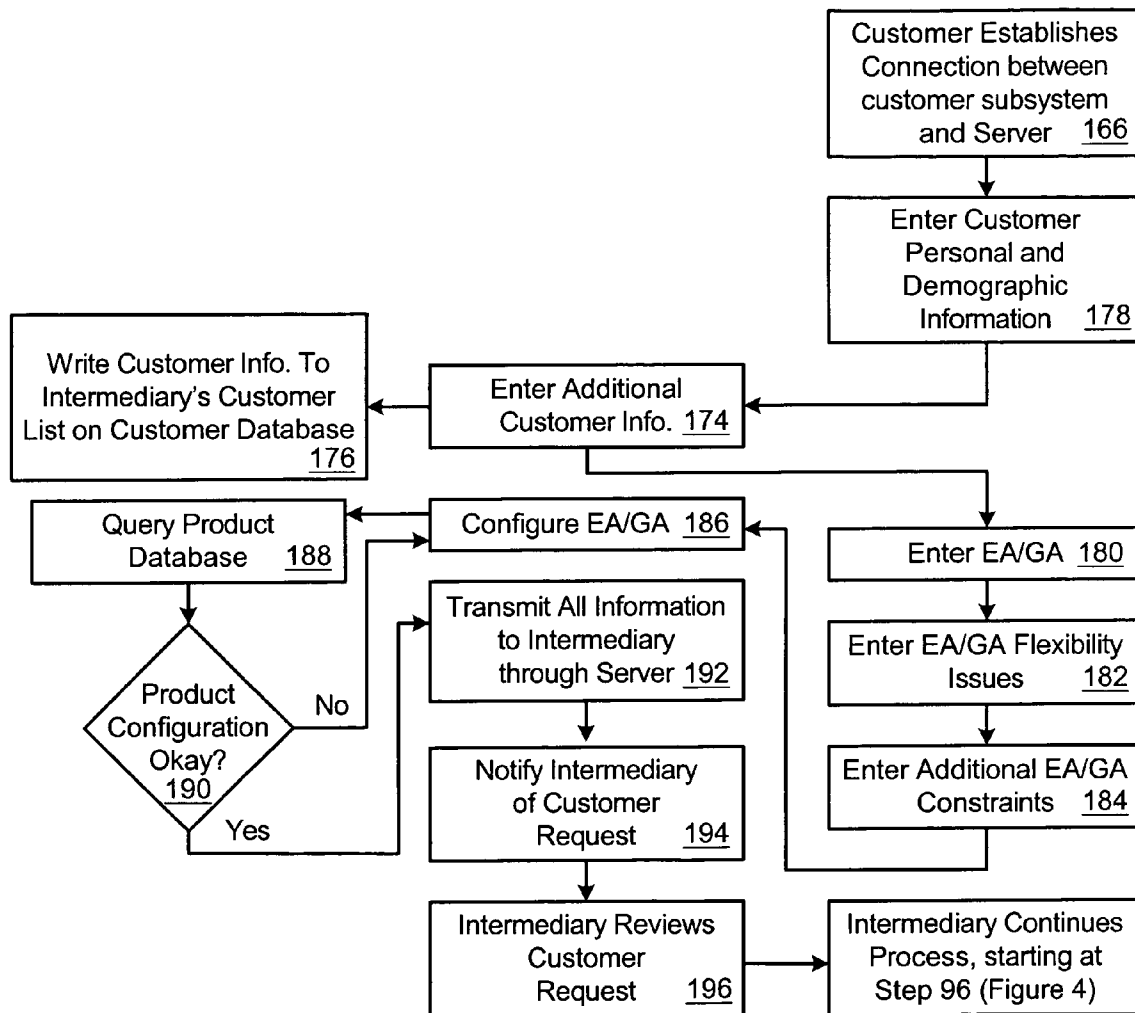 Customer Establishes
Connection between
customer subsystem
and Server 166
Enter Customer
Personal and
Demographic
Information 178
Write Customer Info. To
Intermediary's Customer
List on Customer Database
176
Enter Additional
Customer Info. 174
Query Product
Database 188
Configure EA/GA 186
Enter EA/GA 180
Transmit All Information
to Intermediary
through Server 192
Enter EA/GA Flexibility
Issues 182
Product
Configuration
Okay?
190
No
Yes
Notify Intermediary
of Customer
Request 194
Enter Additional EA/GA
Constraints 184
Intermediary Reviews
Customer
Request 196
Intermediary Continues
Process, starting at
Step 96 (Figure 4)